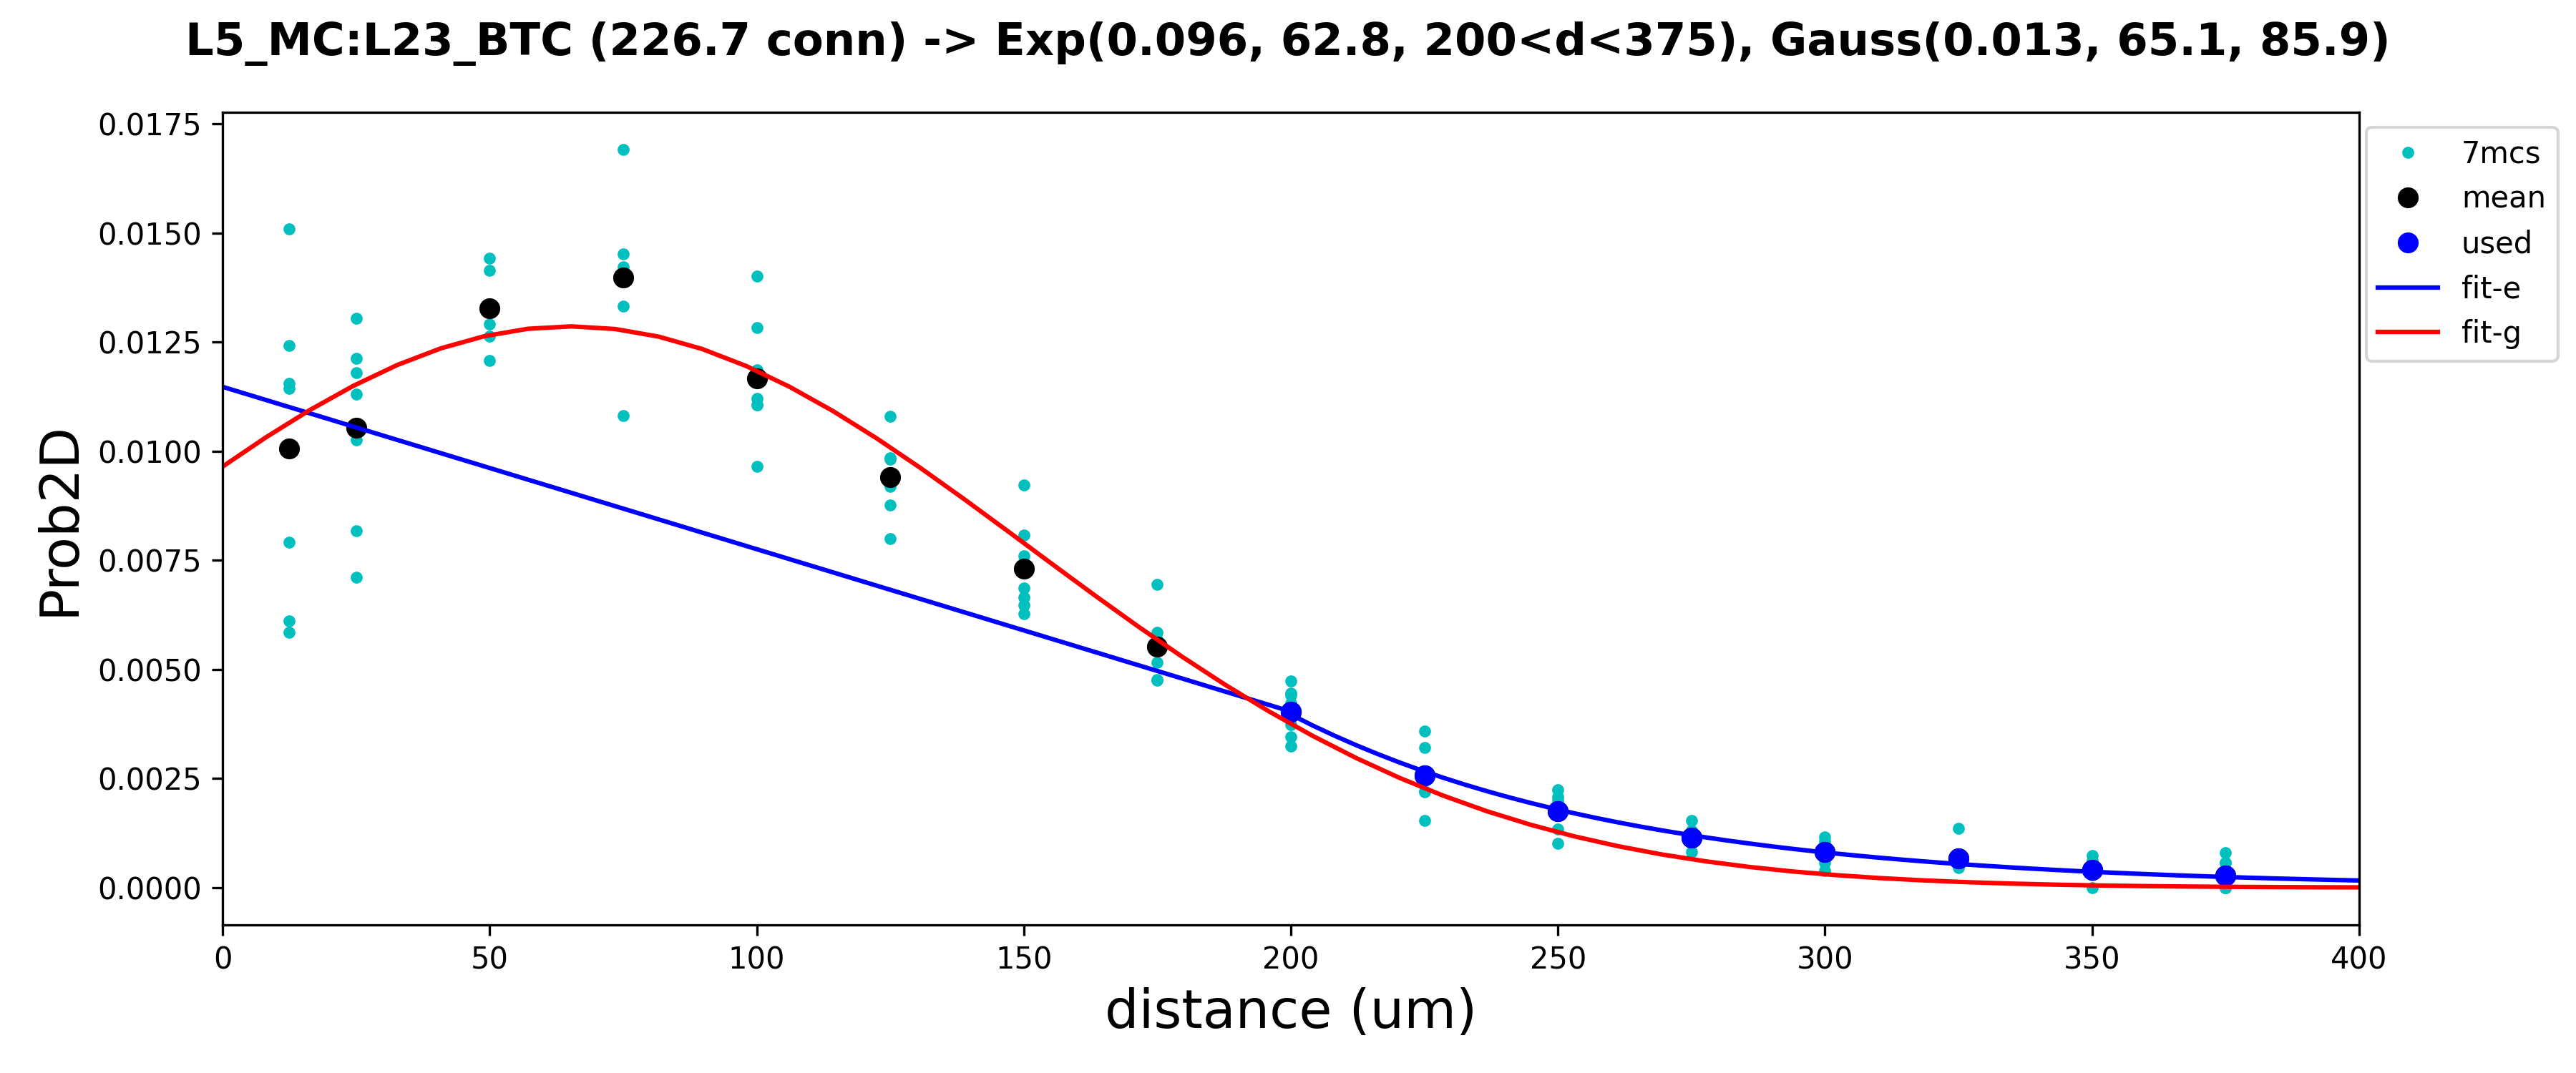 L5_MC:L23_BTC (226.7 conn) -> Exp(0.096, 62.8, 200<d<375), Gauss(0.013, 65.1, 85.9)
0.0175
0.0150
0.0125
0.0100
0.0075
0.0050
0.0025
0.0000
Prob2D
0 50 100 150 200 250 300 350 400
distance (um)
7mcs
mean
used
fit-e
fit-g